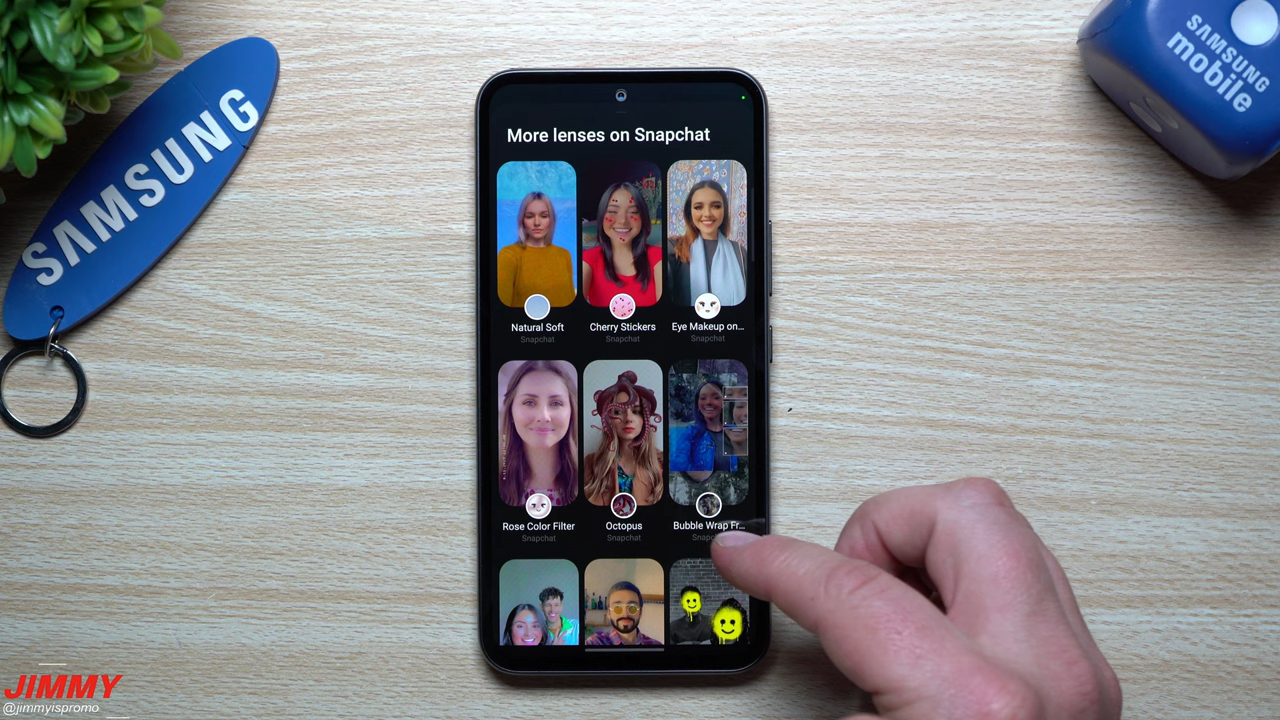 SAMSUNG
SAMSUNG
mobile
More lenses on Snapchat
Natural Soft
Snapchat
Cherry Stickers
Snapchat
Eye Makeup on...
Snapchat
Rose Color Filter
Snapchat
Octopus
Snapchat
Bubble Wrap Fr...
JIMMY
@jimmyispromo